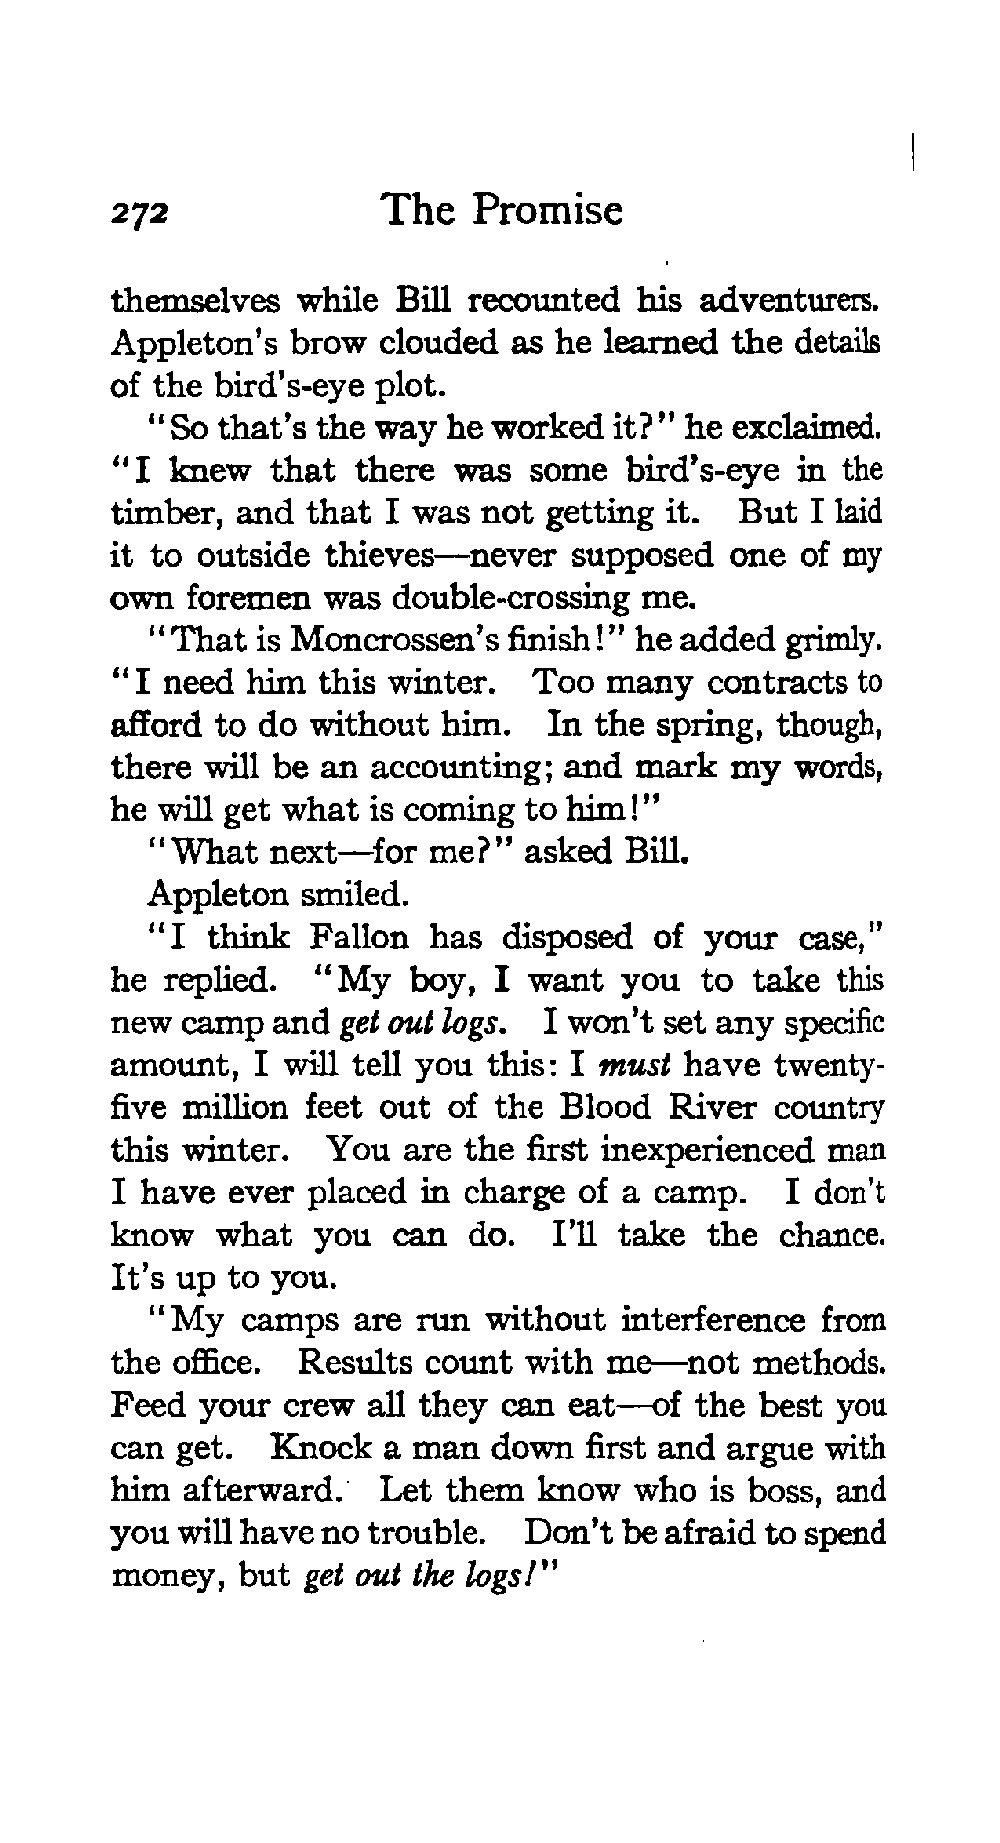 272 The Promise
themselves while Bill recounted his adventurers.
Appleton's brow clouded as he learned the details
of the bird's-eye plot.
"So that's the way he worked it?" he exclaimed.
"I knew that there was some bird's-eye in the
timber, and that I was not getting it. But I laid
it to outside thieves—never supposed one of my
own foremen was double-crossing me.
"That is Moncrossen's finish!" he added grimly.
"I need him this winter. Too many contracts to
afford to do without him. In the spring, though,
there will be an accounting; and mark my words,
he will get what is coming to him!"
"What next—for me?" asked Bill.
Appleton smiled.
"I think Fallon has disposed of your case,"
he replied. "My boy, I want you to take this
new camp and get out logs. I won't set any specific
amount, I will tell you this: I must have twenty-
five million feet out of the Blood River country
this winter. You are the first inexperienced man
I have ever placed in charge of a camp. I don't
know what you can do. I'll take the chance.
It's up to you.
"My camps are run without interference from
the office. Results count with me—not methods.
Feed your crew all they can eat—of the best you
can get. Knock a man down first and argue with
him afterward. Let them know who is boss, and
you will have no trouble. Don't be afraid to spend
money, but get out the logs!"